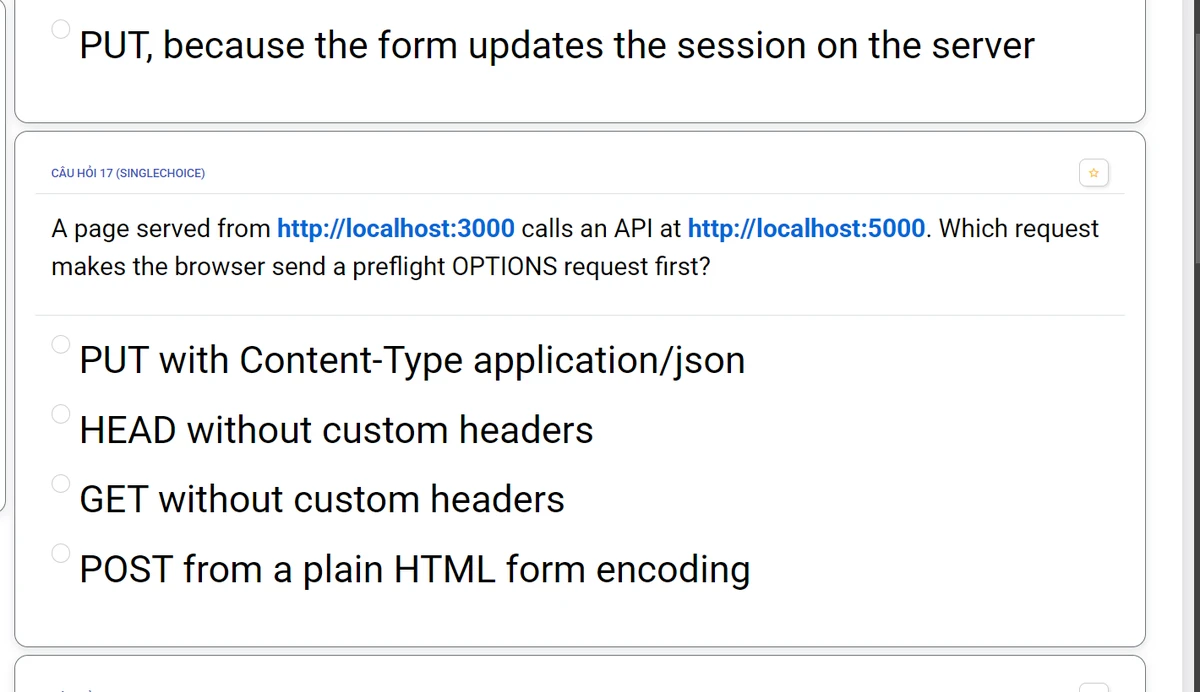 PUT, because the form updates the session on the server
CÂU HỎI 17 (SINGLECHOICE)
A page served from http://localhost:3000 calls an API at http://localhost:5000. Which request
makes the browser send a preflight OPTIONS request first?
PUT with Content-Type application/json
HEAD without custom headers
GET without custom headers
POST from a plain HTML form encoding